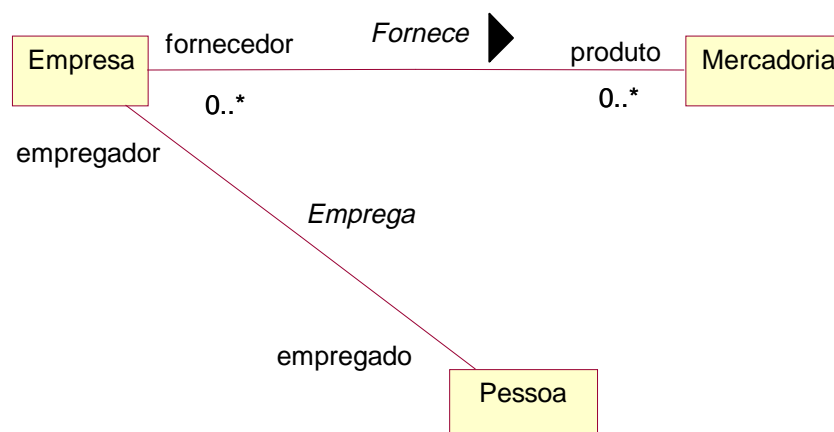 fornecedor
Fornece
Empresa
produto
Mercadoria
0..*
0..*
empregador
Emprega
empregado
Pessoa